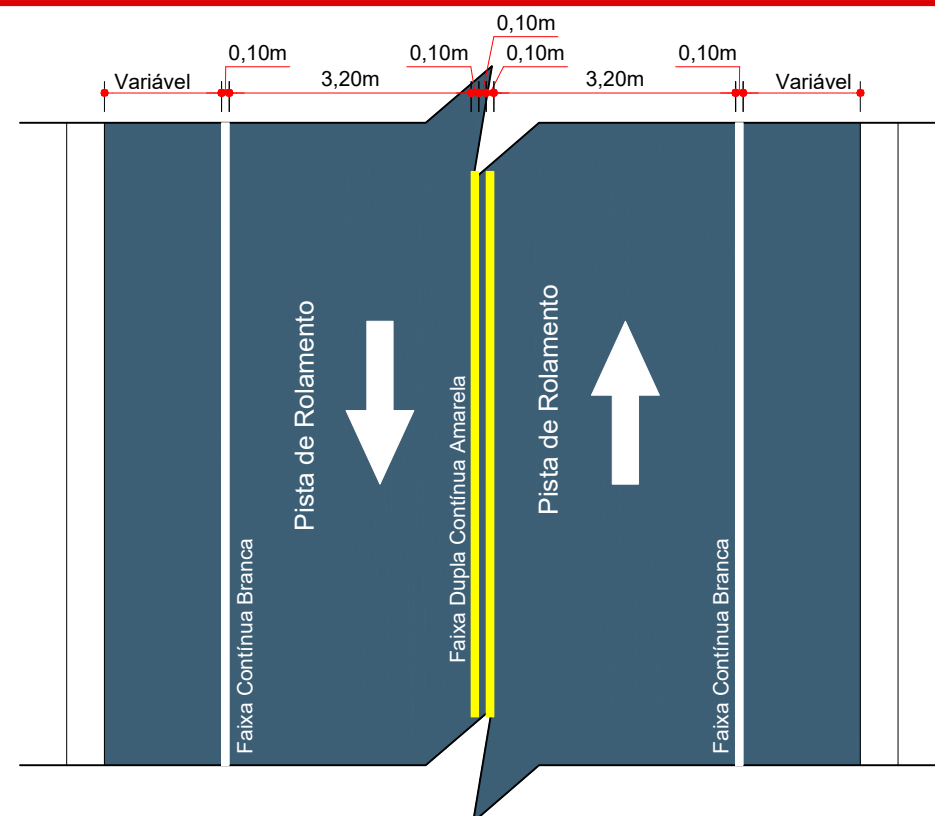 0,10m
0,10m
0,10m
0,10m
0,10m
Variável
3,20m
3,20m
Variável
Pista de Rolamento
Pista de Rolamento
Faixa Dupla Contínua Amarela
Faixa Contínua Branca
Faixa Contínua Branca